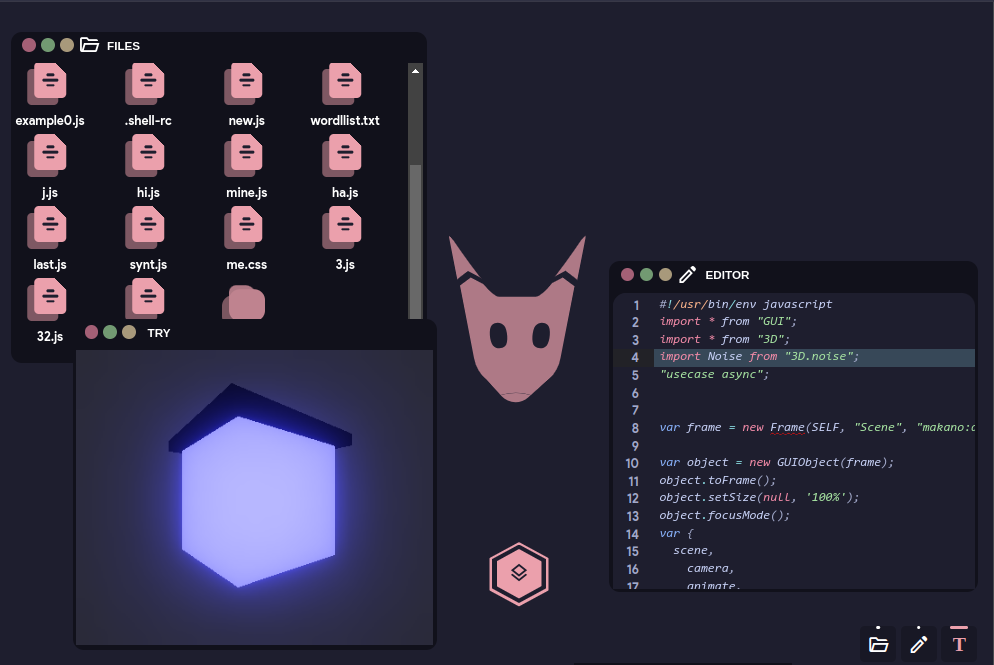 FILES
example0.js .shell-rc new.js wordllist.txt
j.js hi.js mine.js ha.js
last.js synt.js me.css 3.js
32.js
TRY
EDITOR
1 #!/usr/bin/env javascript
2 import * from "GUI";
3 import * from "3D";
4 import Noise from "3D.noise";
5 "usecase async";
6
7
8 var frame = new Frame(SELF, "Scene", "makano:
9
10 var object = new GUIObject(frame);
11 object.toFrame();
12 object.setSize(null, '100%');
13 object.focusMode();
14 var {
15 scene,
16 camera,
17 animate,
T